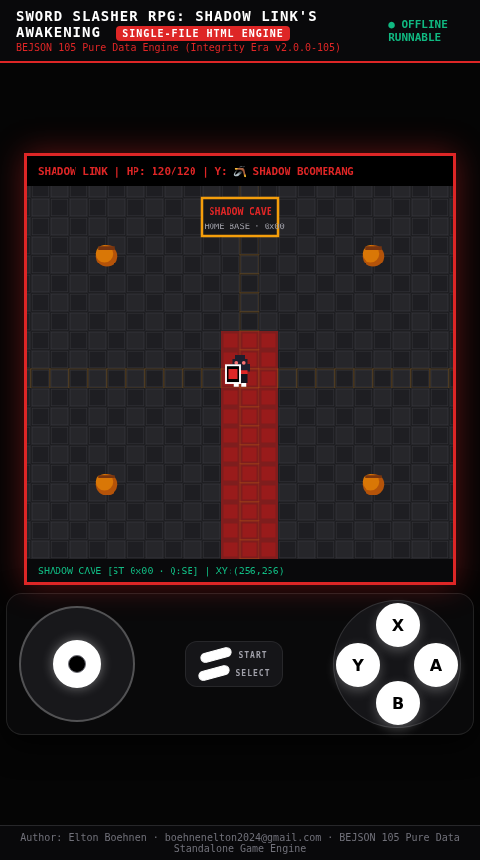 SWORD SLASHER RPG: SHADOW LINK'S
AWAKENING SINGLE-FILE HTML ENGINE
BEJSON 105 Pure Data Engine (Integrity Era v2.0.0-105)
● OFFLINE
RUNNABLE
SHADOW LINK | HP: 120/120 | Y: 🪃 SHADOW BOOMERANG
SHADOW CAVE
HOME BASE · 0x00
SHADOW CAVE [ST 0x00 · Q:SE] | XY:(256,256)
START
SELECT
X
Y
A
B
Author: Elton Boehnen · boehnenelton2024@gmail.com · BEJSON 105 Pure Data
Standalone Game Engine